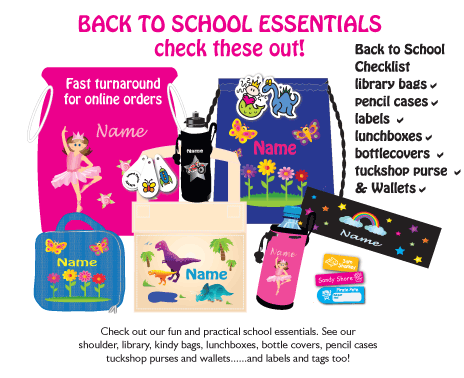 BACK TO SCHOOL ESSENTIALS
check these out!
Back to School
Checklist
library bags
pencil cases
labels
lunchboxes
bottlecovers
tuckshop purse
& Wallets
Fast turnaround
for online orders
Name
Name
Name
Name
Name
Name
Sandy Shore
Check out our fun and practical school essentials. See our
shoulder, library, kindy bags, lunchboxes, bottle covers, pencil cases
tuckshop purses and wallets......and labels and tags too!